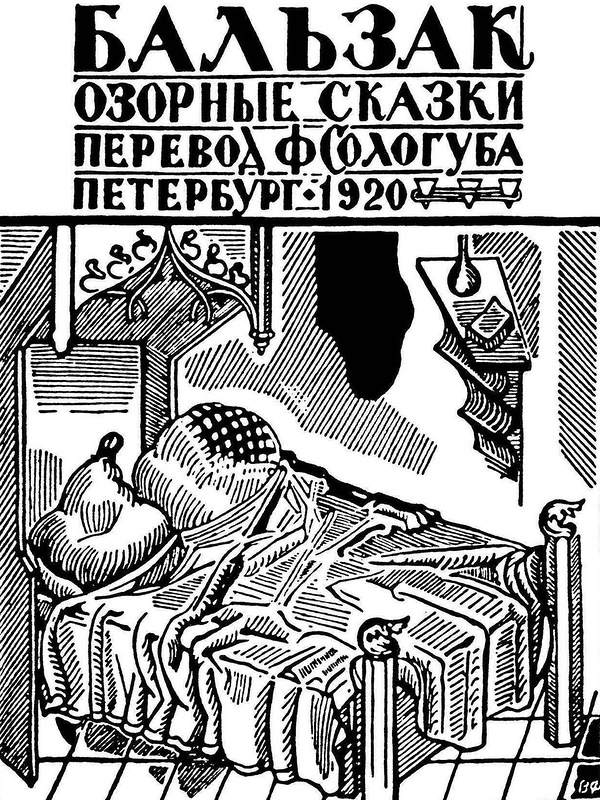 БАЛЬЗАК
ОЗОРНЫЕ СКАЗКИ
ПЕРЕВОД Ф СОЛОГУБА
ПЕТЕРБУРГ·1920